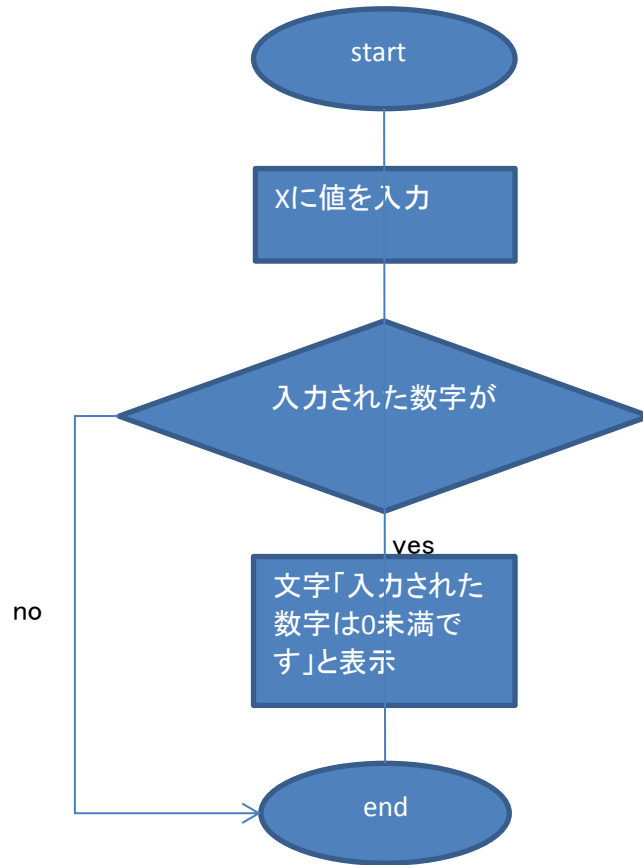 start
Xに値を入力
入力された数字が
yes
文字「入力された
数字は0未満で
す」と表示
no
end